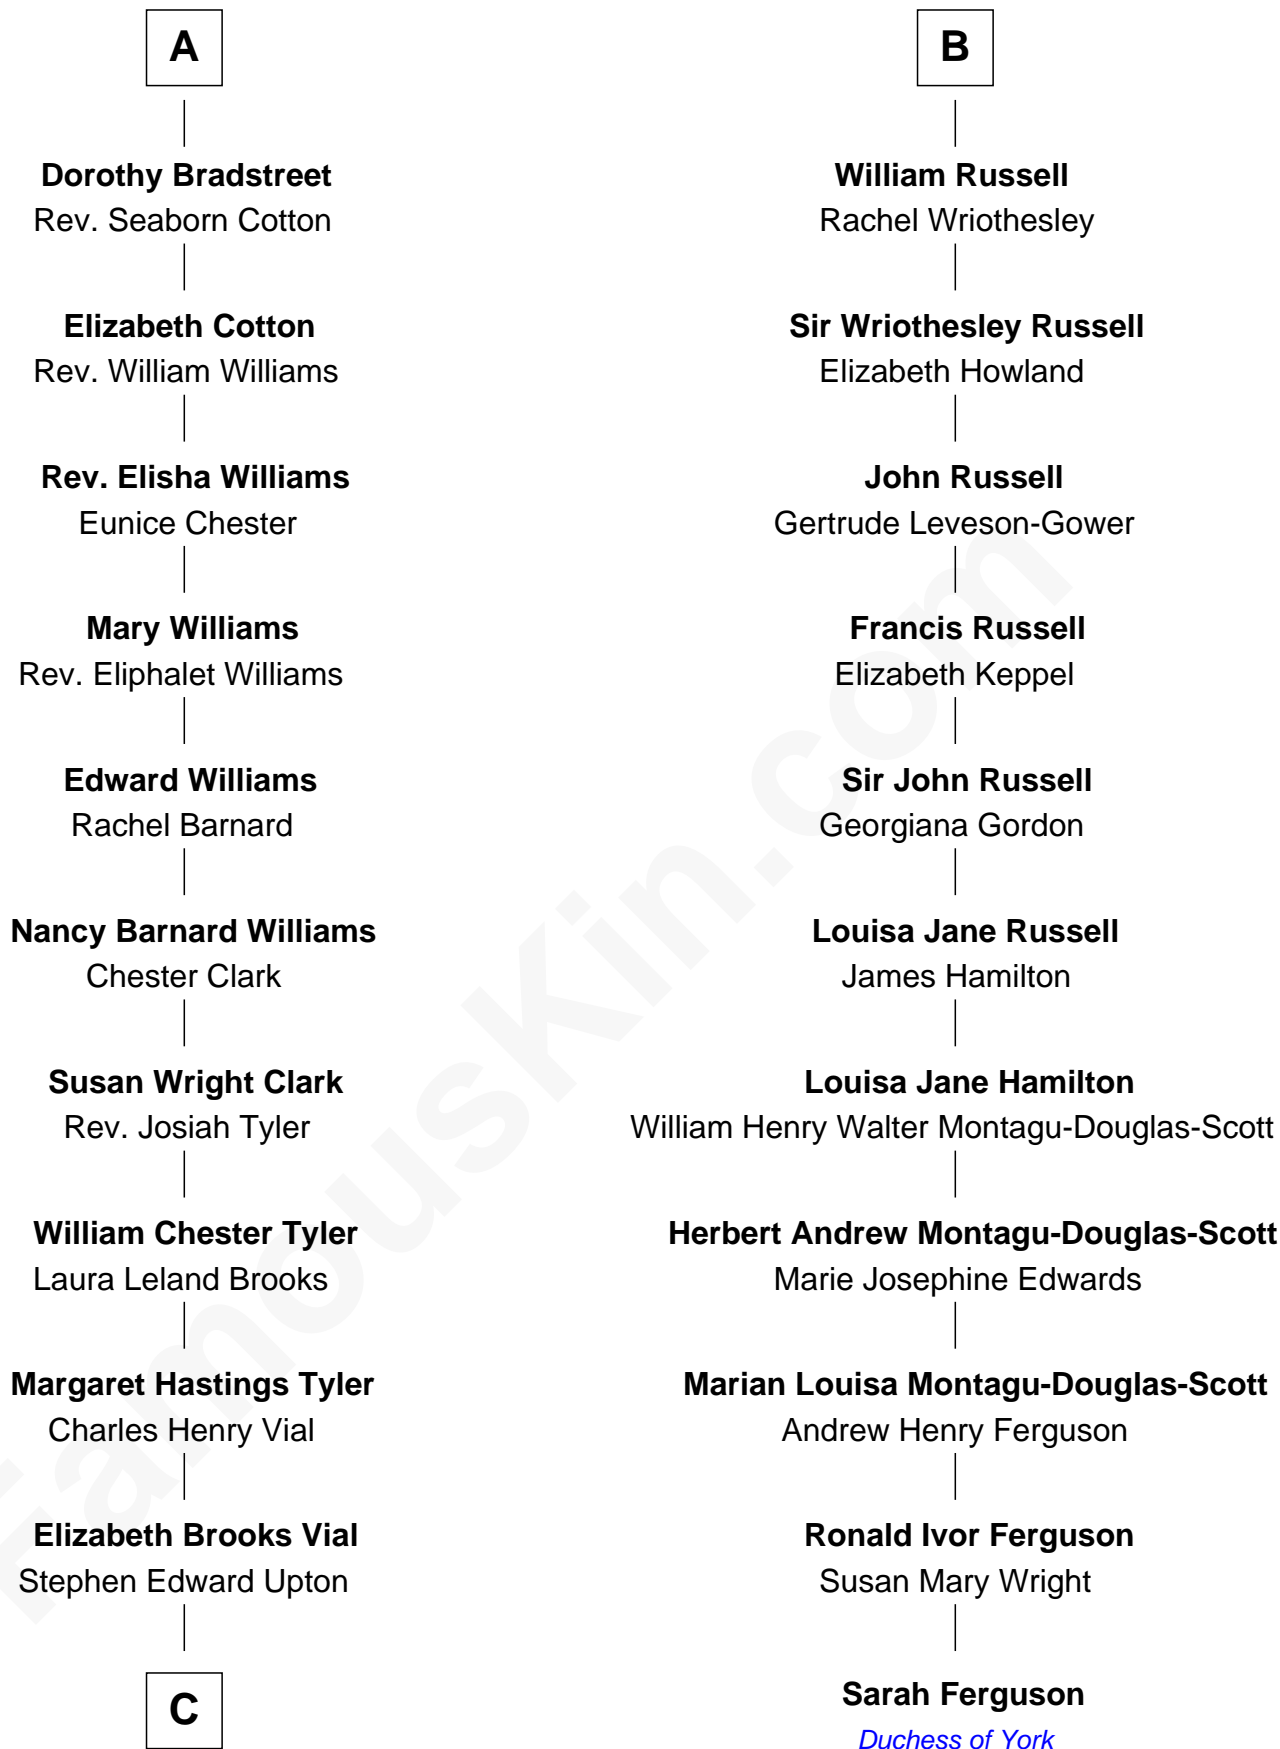 A
Dorothy Bradstreet
Rev. Seaborn Cotton
Elizabeth Cotton
Rev. William Williams
Rev. Elisha Williams
Eunice Chester
Mary Williams
Rev. Eliphalet Williams
Edward Williams
Rachel Barnard
Nancy Barnard Williams
Chester Clark
Susan Wright Clark
Rev. Josiah Tyler
William Chester Tyler
Laura Leland Brooks
Margaret Hastings Tyler
Charles Henry Vial
Elizabeth Brooks Vial
Stephen Edward Upton
C
B
William Russell
Rachel Wriothesley
Sir Wriothesley Russell
Elizabeth Howland
John Russell
Gertrude Leveson-Gower
Francis Russell
Elizabeth Keppel
Sir John Russell
Georgiana Gordon
Louisa Jane Russell
James Hamilton
Louisa Jane Hamilton
William Henry Walter Montagu-Douglas-Scott
Herbert Andrew Montagu-Douglas-Scott
Marie Josephine Edwards
Marian Louisa Montagu-Douglas-Scott
Andrew Henry Ferguson
Ronald Ivor Ferguson
Susan Mary Wright
Sarah Ferguson
Duchess of York
FamousKin.com